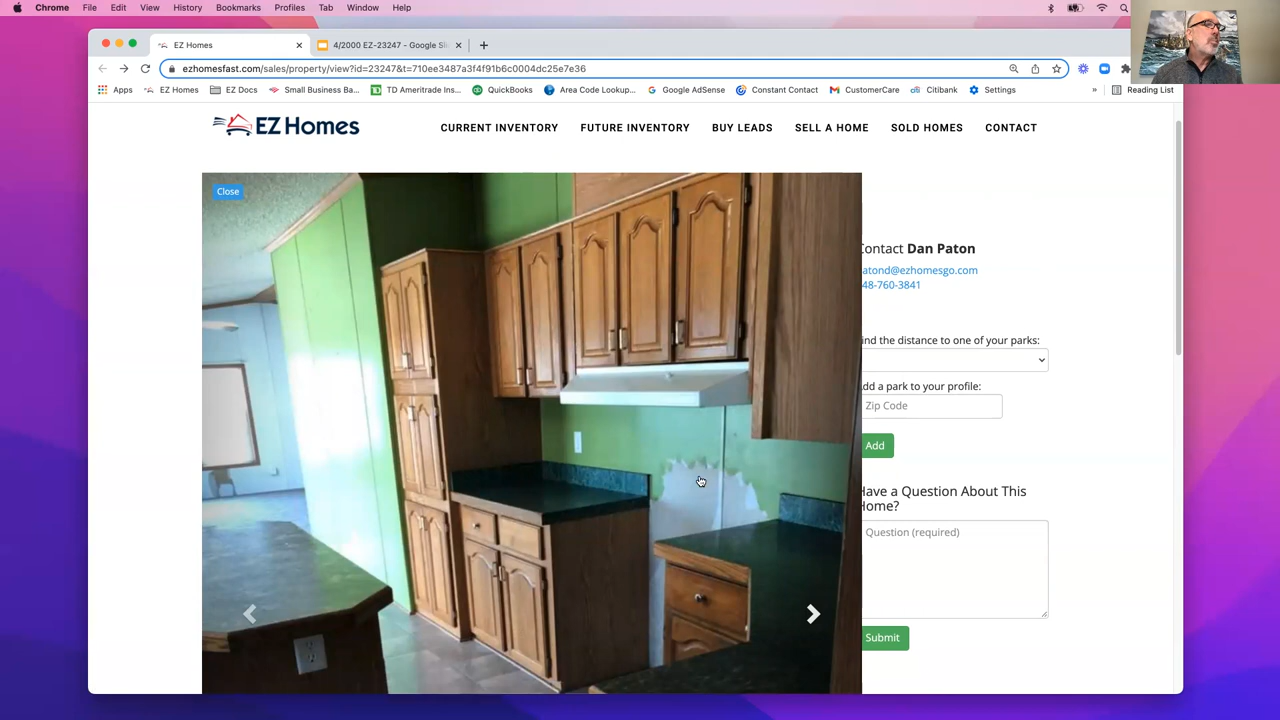 Chrome File Edit View History Bookmarks Profiles Tab Window Help
EZ Homes
4/2000 EZ-23247 - Google Sli
ezhomesfast.com/sales/property/view?id=23247&t=710ee3487a3f4f91b6c0004dc25e7e36
Apps EZ Homes EZ Docs Small Business Ba... TD Ameritrade Ins... QuickBooks Area Code Lookup... Google AdSense Constant Contact CustomerCare Citibank Settings » Reading List
EZ Homes CURRENT INVENTORY FUTURE INVENTORY BUY LEADS SELL A HOME SOLD HOMES CONTACT
Close
Contact Dan Paton
atond@ezhomesgo.com
48-760-3841
ind the distance to one of your parks:
dd a park to your profile:
Zip Code
Add
Have a Question About This
Home?
Question (required)
Submit